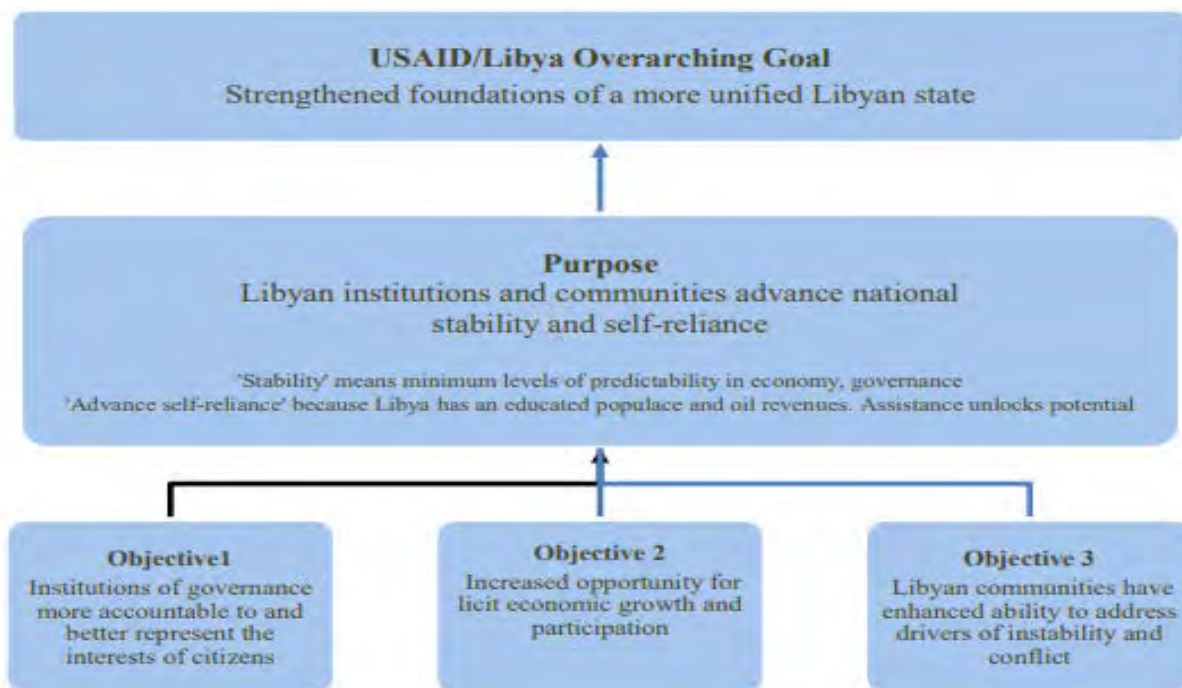 USAID/Libya Overarching Goal
Strengthened foundations of a more unified Libyan state
Purpose
Libyan institutions and communities advance national
stability and self-reliance
'Stability' means minimum levels of predictability in economy, governance
'Advance self-reliance' because Libya has an educated populace and oil revenues. Assistance unlocks potential
Objective1
Institutions of governance
more accountable to and
better represent the
interests of citizens
Objective 2
Increased opportunity for
licit economic growth and
participation
Objective 3
Libyan communities have
enhanced ability to address
drivers of instability and
conflict